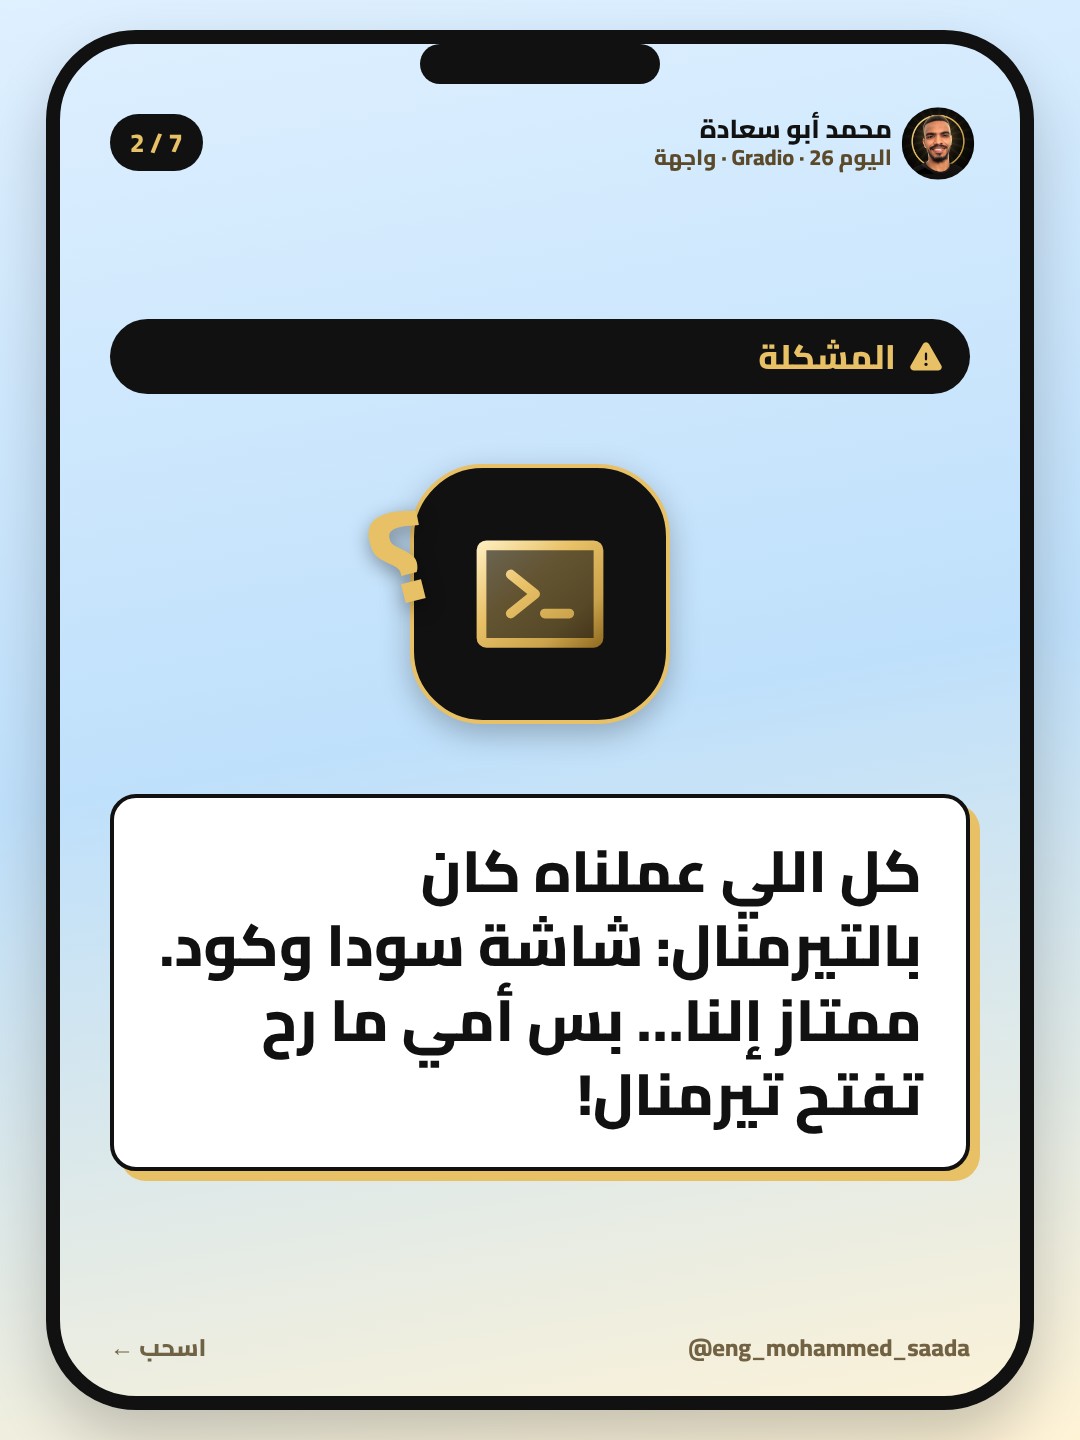 محمد أبو سعادة
اليوم 26 · Gradio · واجهة
2 / 7
المشكلة
؟
>_
كل اللي عملناه كان
بالتيرمنال: شاشة سودا وكود.
ممتاز إلنا... بس أمي ما رح
تفتح تيرمنال!
@eng_mohammed_saada
اسحب ←